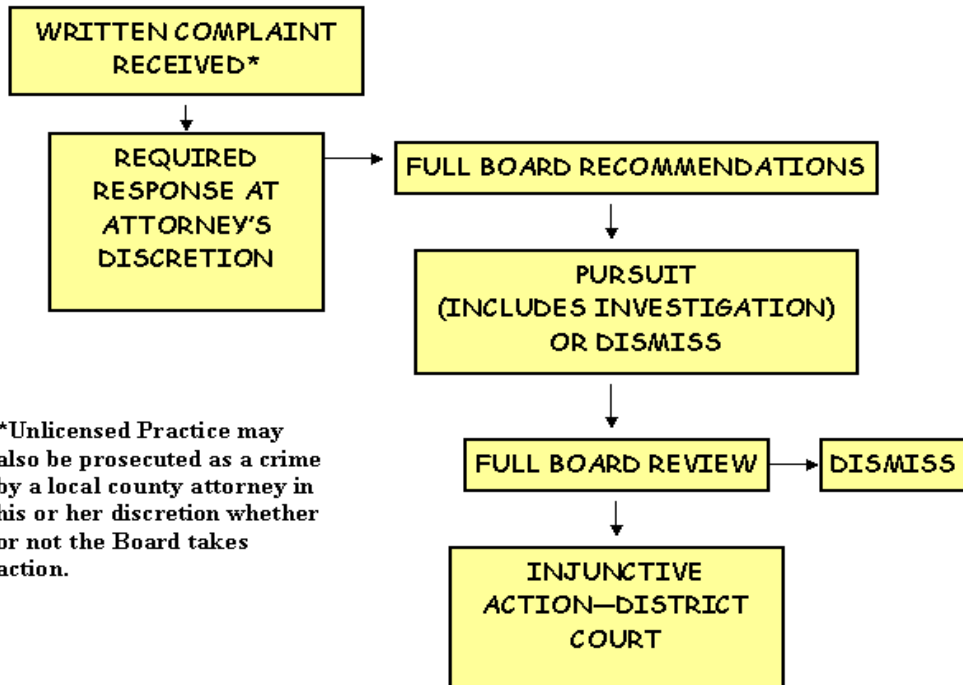 WRITTEN COMPLAINT
RECEIVED*
REQUIRED
RESPONSE AT
ATTORNEY'S
DISCRETION
FULL BOARD RECOMMENDATIONS
PURSUIT
(INCLUDES INVESTIGATION)
OR DISMISS
FULL BOARD REVIEW
DISMISS
INJUNCTIVE
ACTION—DISTRICT
COURT
*Unlicensed Practice may
also be prosecuted as a crime
by a local county attorney in
his or her discretion whether
or not the Board takes
action.